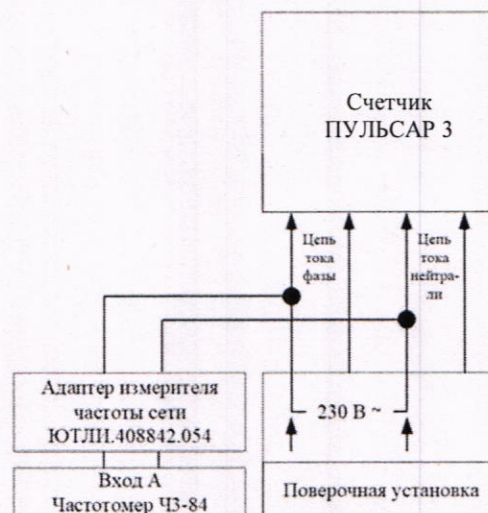 Счетчик
ПУЛЬСАР 3
Цепь
тока
фазы
Цепь
тока
нейтра-
ли
Адаптер измерителя
частоты сети
ЮТЛИ.408842.054
230 В ~
Вход А
Частотомер Ч3-84
Поверочная установка